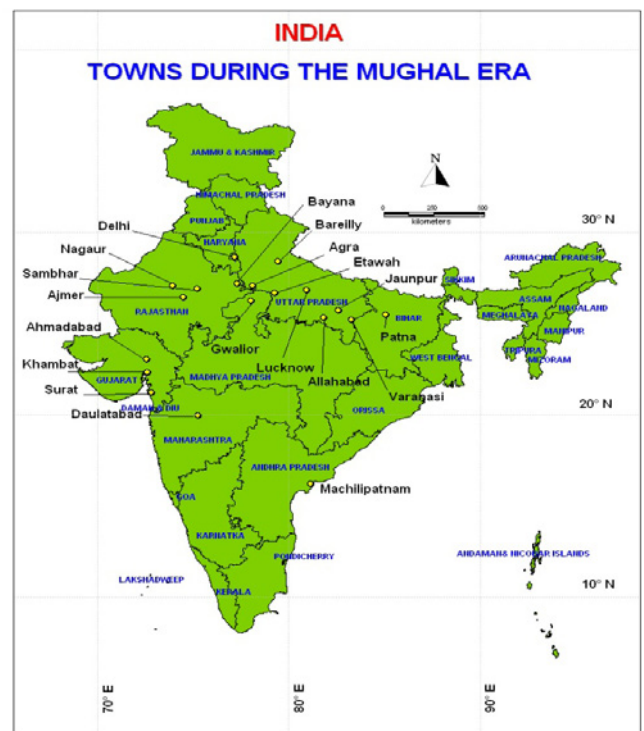 INDIA
TOWNS DURING THE MUGHAL ERA
JAMMU & KASHMIR
N
HIMACHAL PRADESH
Bayana
PUNJAB
Delhi
Bareilly
kilometers
30° N
HARYANA
Nagaur
Agra
ARUNACHAL PRADESH
Etawah
Sambhar
Jaunpur
SIKKIM
Ajmer
UTTAR PRADESH
ASSAM
RAJASTHAN
BIHAR
MEGHALAYA
NAGALAND
Ahmadabad
Patna
MANIPUR
Gwalior
TRIPURA
WEST BENGAL
MIZORAM
Khambat
Lucknow
GUJARAT
MADHYA PRADESH
Allahabad
Surat
Varanasi
DAMAN & DIU
20° N
Daulatabad
ORISSA
MAHARASHTRA
ANDHRA PRADESH
Machilipatnam
GOA
KARNATKA
PONDICHERRY
ANDAMAN& NICOBAR ISLANDS
LAKSHADWEEP
KERALA
10° N
70° E
80° E
90° E